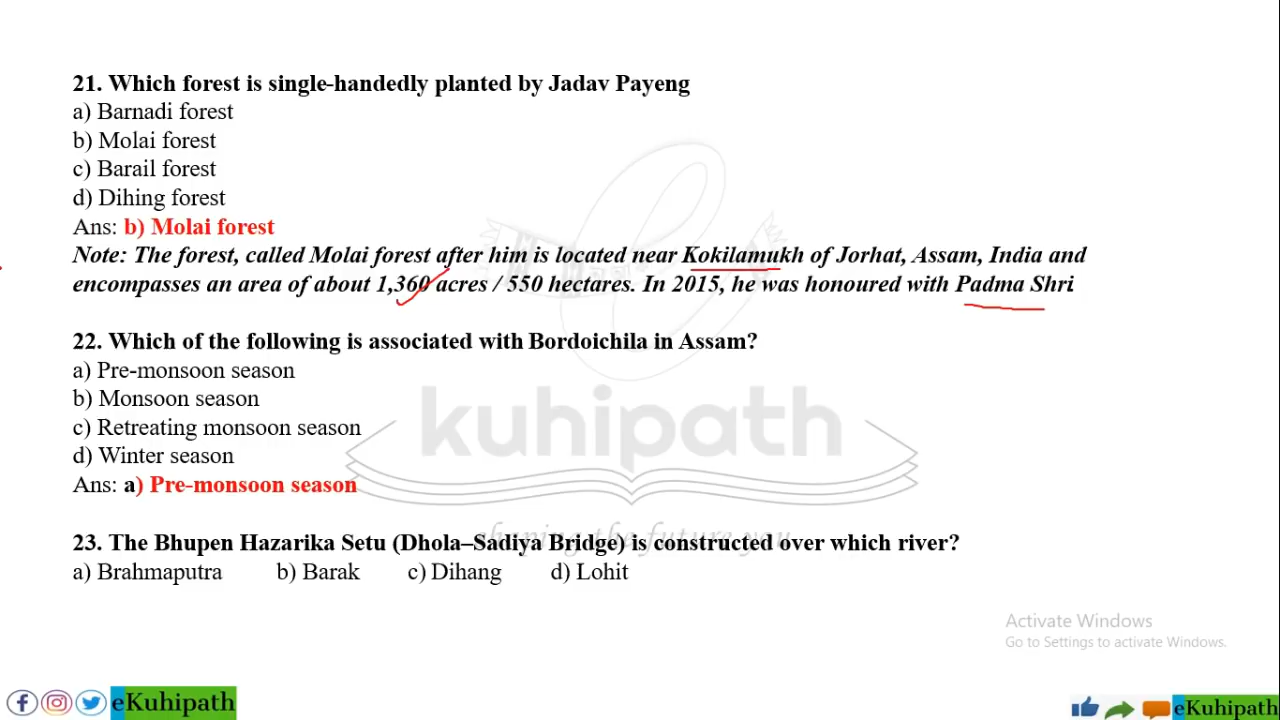 21. Which forest is single-handedly planted by Jadav Payeng
a) Barnadi forest
b) Molai forest
c) Barail forest
d) Dihing forest
Ans: b) Molai forest
Note: The forest, called Molai forest after him is located near Kokilamukh of Jorhat, Assam, India and
encompasses an area of about 1,360 acres / 550 hectares. In 2015, he was honoured with Padma Shri.
22. Which of the following is associated with Bordoichila in Assam?
a) Pre-monsoon season
b) Monsoon season
kuhipath
c) Retreating monsoon season
d) Winter season
Ans: a) Pre-monsoon season
shaping the future you
23. The Bhupen Hazarika Setu (Dhola–Sadiya Bridge) is constructed over which river?
a) Brahmaputra b) Barak c) Dihang d) Lohit
Activate Windows
Go to Settings to activate Windows.
eKuhipath
eKuhipath